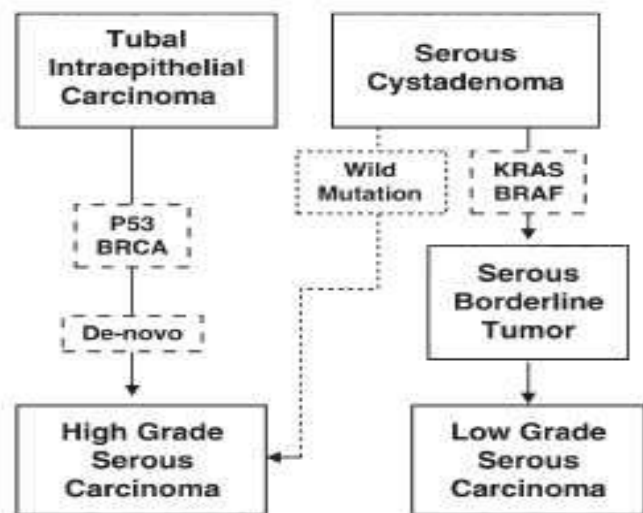 Tubal
Intraepithelial
Carcinoma
Serous
Cystadenoma
Wild
Mutation
KRAS
BRAF
P53
BRCA
Serous
Borderline
Tumor
De-novo
High Grade
Serous
Carcinoma
Low Grade
Serous
Carcinoma